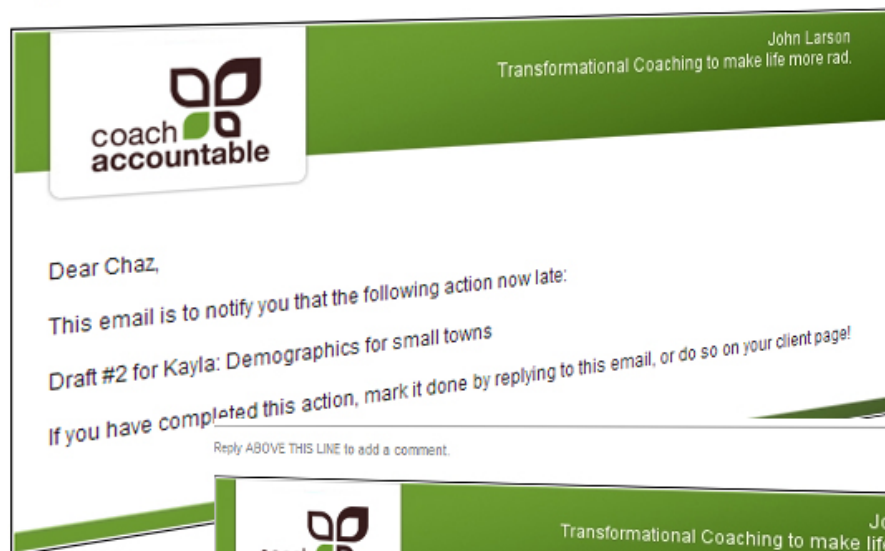 John Larson
Transformational Coaching to make life more rad.
coach
accountable
Dear Chaz,
This email is to notify you that the following action now late:
Draft #2 for Kayla: Demographics for small towns
If you have completed this action, mark it done by replying to this email, or do so on your client page!
Reply ABOVE THIS LINE to add a comment.
Transformational Coaching to make